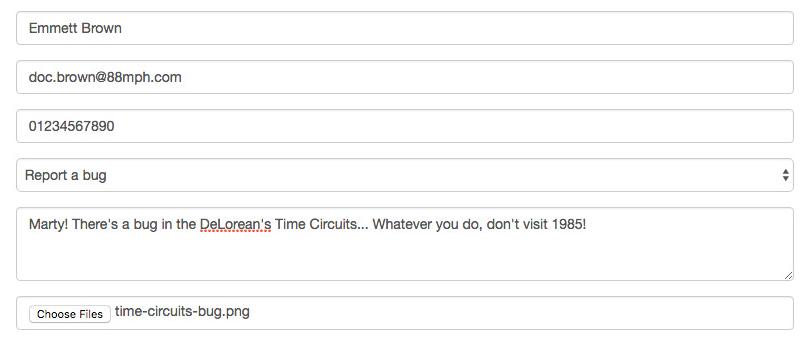 Emmett Brown
doc.brown@88mph.com
01234567890
Report a bug
Marty! There's a bug in the DeLorean's Time Circuits... Whatever you do, don't visit 1985!
Choose Files time-circuits-bug.png